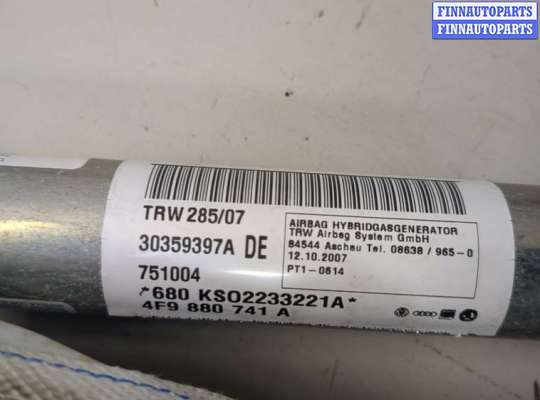 FINNAUTOPARTS
FINNAUTOPARTS
TRW 285/07
30359397A DE
751004
*680 KS02233221A*
4F9 880 741 A
AIRBAG HYBRIDGASGENERATOR
TRW Airbag System GmbH
84544 Aschau Tel. 08638 / 965-0
12.10.2007
PT1-0614